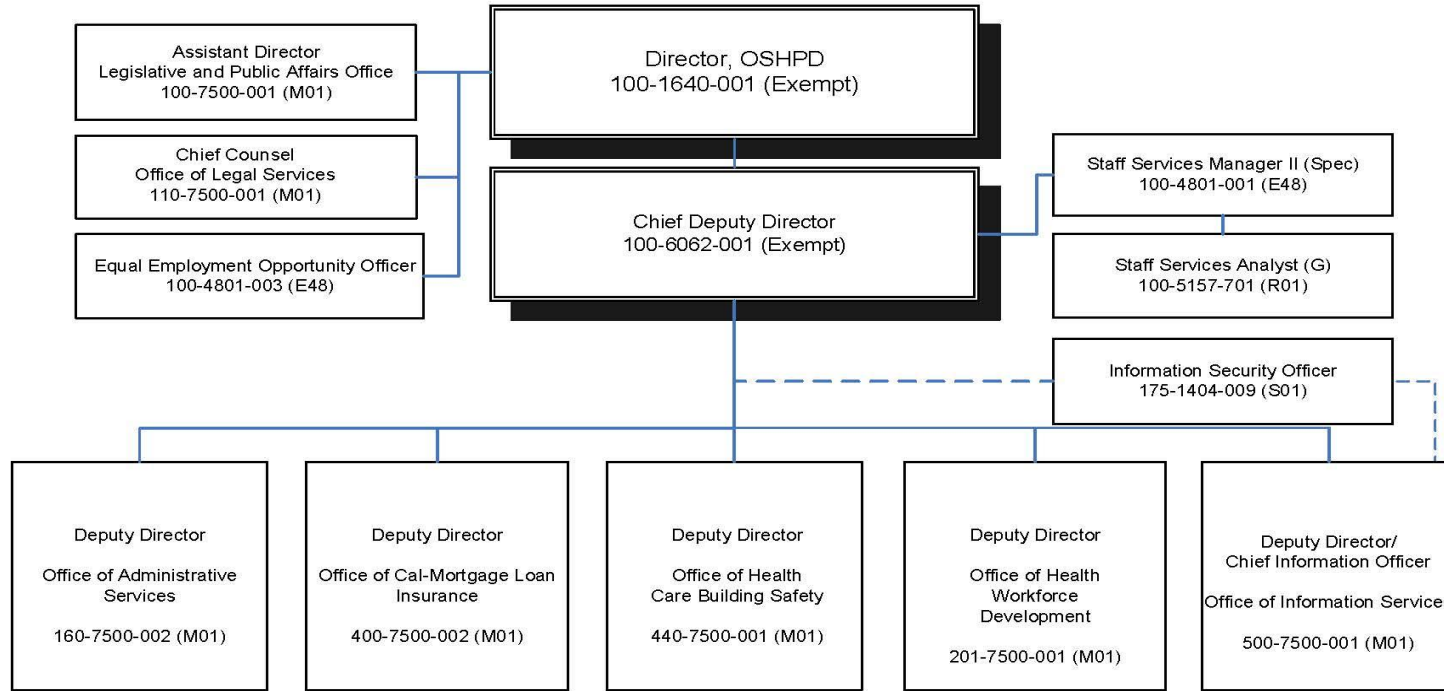 Assistant Director
Legislative and Public Affairs Office
100-7500-001 (M01)
Director, OSHPD
100-1640-001 (Exempt)
Chief Counsel
Office of Legal Services
110-7500-001 (M01)
Equal Employment Opportunity Officer
100-4801-003 (E48)
Chief Deputy Director
100-6062-001 (Exempt)
Staff Services Manager II (Spec)
100-4801-001 (E48)
Staff Services Analyst (G)
100-5157-701 (R01)
Information Security Officer
175-1404-009 (S01)
Deputy Director
Office of Administrative
Services
160-7500-002 (M01)
Deputy Director
Office of Cal-Mortgage Loan
Insurance
400-7500-002 (M01)
Deputy Director
Office of Health
Care Building Safety
440-7500-001 (M01)
Deputy Director
Office of Health
Workforce
Development
201-7500-001 (M01)
Deputy Director/
Chief Information Officer
Office of Information Service
500-7500-001 (M01)